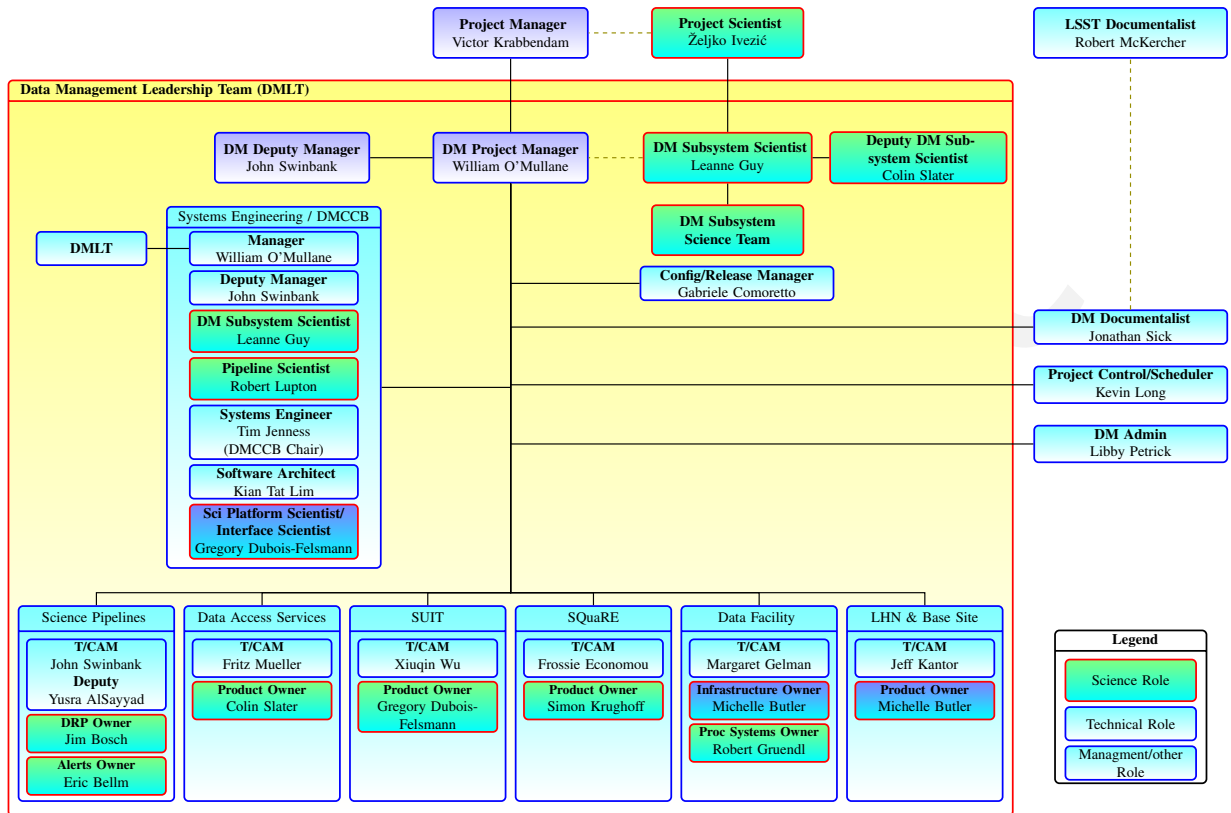 Project Manager
Victor Krabbendam
Project Scientist
Željko Ivezić
LSST Documentalist
Robert McKercher
Data Management Leadership Team (DMLT)
DM Deputy Manager
John Swinbank
DM Project Manager
William O'Mullane
DM Subsystem Scientist
Leanne Guy
Deputy DM Sub-
system Scientist
Colin Slater
DM Subsystem
Science Team
Systems Engineering / DMCCB
DMLT
Manager
William O'Mullane
Deputy Manager
John Swinbank
DM Subsystem Scientist
Leanne Guy
Pipeline Scientist
Robert Lupton
Systems Engineer
Tim Jenness
(DMCCB Chair)
Software Architect
Kian Tat Lim
Sci Platform Scientist/
Interface Scientist
Gregory Dubois-Felsmann
Config/Release Manager
Gabriele Comoretto
DM Documentalist
Jonathan Sick
Project Control/Scheduler
Kevin Long
DM Admin
Libby Petrick
Science Pipelines
T/CAM
John Swinbank
Deputy
Yusra AlSayyad
DRP Owner
Jim Bosch
Alerts Owner
Eric Bellm
Data Access Services
T/CAM
Fritz Mueller
Product Owner
Colin Slater
SUIT
T/CAM
Xiuqin Wu
Product Owner
Gregory Dubois-
Felsmann
SQuaRE
T/CAM
Frossie Economou
Product Owner
Simon Krughoff
Data Facility
T/CAM
Margaret Gelman
Infrastructure Owner
Michelle Butler
Proc Systems Owner
Robert Gruendl
LHN & Base Site
T/CAM
Jeff Kantor
Product Owner
Michelle Butler
Legend
Science Role
Technical Role
Managment/other
Role